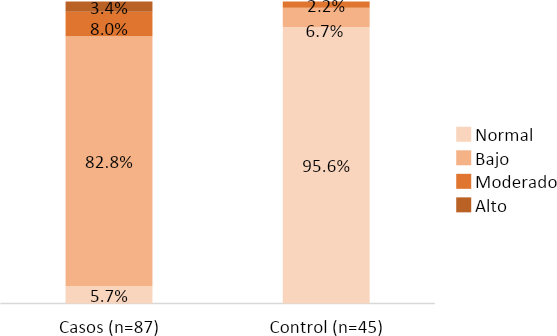 3.4%
8.0%
82.8%
5.7%
2.2%
6.7%
95.6%
Normal
Bajo
Moderado
Alto
Casos (n=87)
Control (n=45)